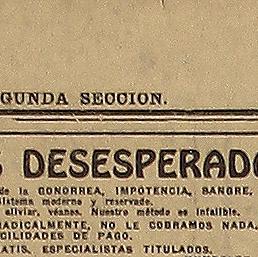 GUNDA SECCION.
S DESESPERADO
de la GONORREA, IMPOTENCIA, SANGRE,
Sistema moderno y reservado.
aliviar, véanos. Nuestro método es infalible.
RADICALMENTE, NO LE COBRAMOS NADA,
CILIDADES DE PAGO.
ATIS. ESPECIALISTAS TITULADOS.